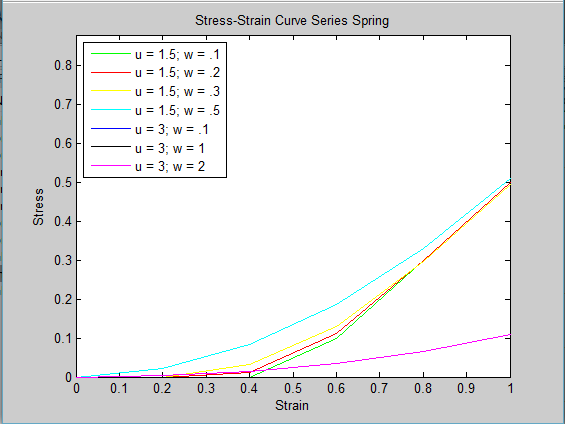 Stress-Strain Curve Series Spring
u = 1.5; w = .1
u = 1.5; w = .2
u = 1.5; w = .3
u = 1.5; w = .5
u = 3; w = .1
u = 3; w = 1
u = 3; w = 2
0.8
0.7
0.6
0.5
0.4
0.3
0.2
0.1
0
Stress
0 0.1 0.2 0.3 0.4 0.5 0.6 0.7 0.8 0.9 1
Strain